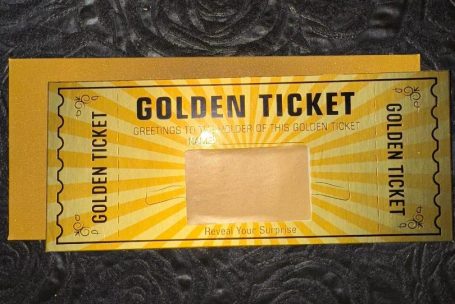 GOLDEN TICKET
GOLDEN TICKET
GREETINGS TO THE HOLDER OF THIS GOLDEN TICKET
Reveal Your Surprise
GOLDEN TICKET